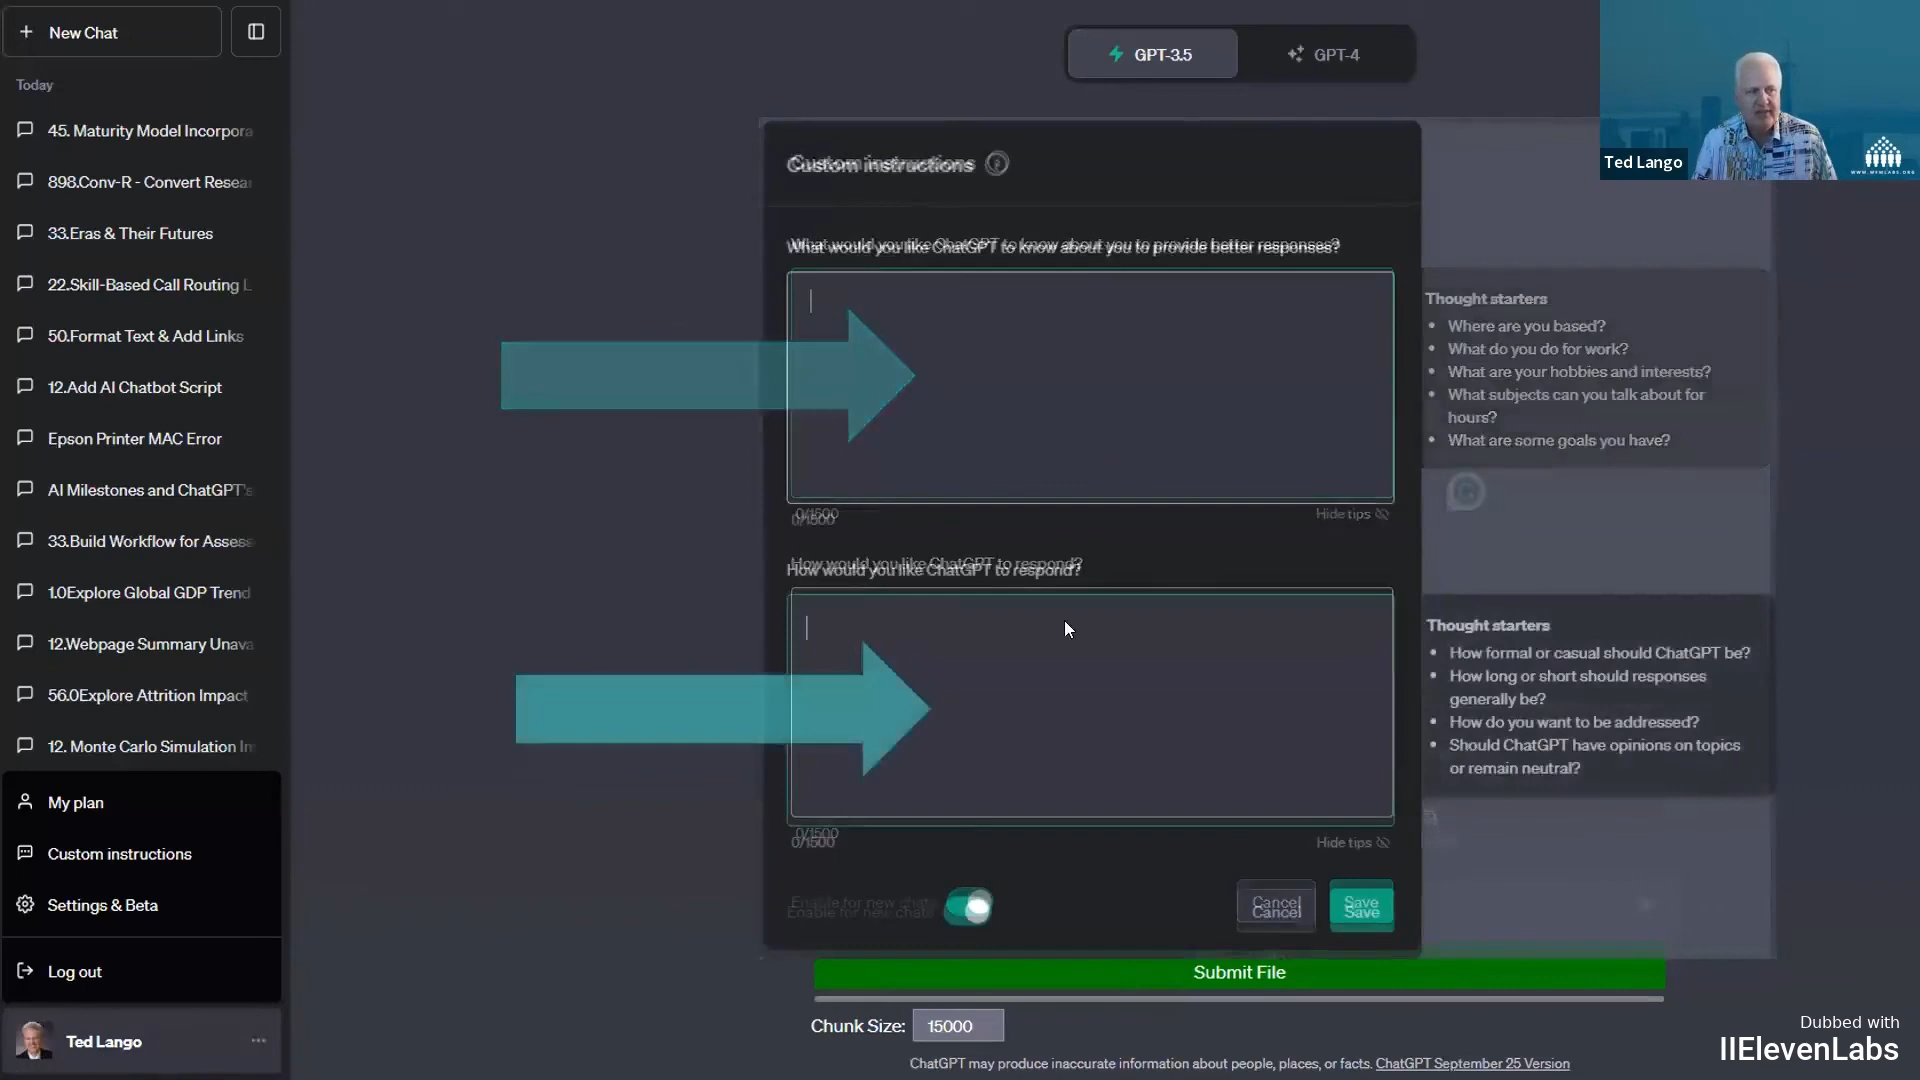 New Chat
Today
45. Maturity Model Incorpora
898.Conv-R - Convert Resear
33.Eras & Their Futures
22.Skill-Based Call Routing L
50.Format Text & Add Links
12.Add AI Chatbot Script
Epson Printer MAC Error
AI Milestones and ChatGPT's
33.Build Workflow for Assess
1.0Explore Global GDP Trend
12.Webpage Summary Unava
56.0Explore Attrition Impact
12. Monte Carlo Simulation Im
My plan
Custom instructions
Settings & Beta
Log out
Ted Lango
GPT-3.5
GPT-4
Custom instructions
What would you like ChatGPT to know about you to provide better responses?
0/1500
Hide tips
Thought starters
Where are you based?
What do you do for work?
What are your hobbies and interests?
What subjects can you talk about for
hours?
What are some goals you have?
How would you like ChatGPT to respond?
0/1500
Hide tips
Thought starters
How formal or casual should ChatGPT be?
How long or short should responses
generally be?
How do you want to be addressed?
Should ChatGPT have opinions on topics
or remain neutral?
Enable for new chats
Cancel
Save
Submit File
Chunk Size: 15000
ChatGPT may produce inaccurate information about people, places, or facts. ChatGPT September 25 Version
Ted Lango
WWW.WFMLABS.ORG
Dubbed with
IIElevenLabs